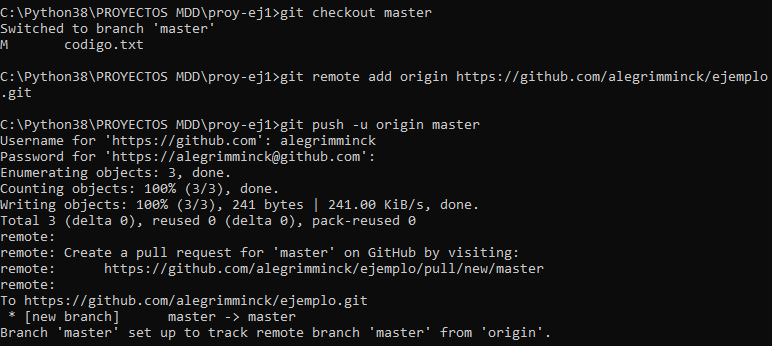 C:\Python38\PROYECTOS MDD\proy-ej1>git checkout master
Switched to branch 'master'
M       codigo.txt
C:\Python38\PROYECTOS MDD\proy-ej1>git remote add origin https://github.com/alegrimminck/ejemplo
.git
C:\Python38\PROYECTOS MDD\proy-ej1>git push -u origin master
Username for 'https://github.com': alegrimminck
Password for 'https://alegrimminck@github.com':
Enumerating objects: 3, done.
Counting objects: 100% (3/3), done.
Writing objects: 100% (3/3), 241 bytes | 241.00 KiB/s, done.
Total 3 (delta 0), reused 0 (delta 0), pack-reused 0
remote:
remote: Create a pull request for 'master' on GitHub by visiting:
remote:      https://github.com/alegrimminck/ejemplo/pull/new/master
remote:
To https://github.com/alegrimminck/ejemplo.git
 * [new branch]      master -> master
Branch 'master' set up to track remote branch 'master' from 'origin'.